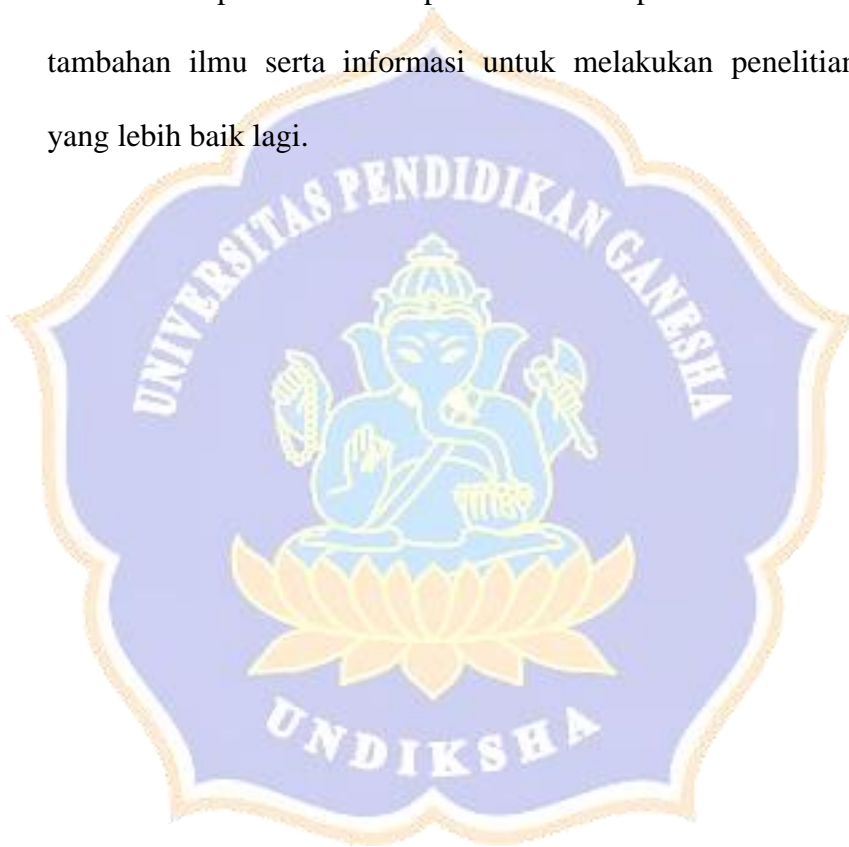 tambahan ilmu serta informasi untuk melakukan penelitian
yang lebih baik lagi.
UNIVERSITAS PENDIDIKAN GANESHA
UNDIKSHA